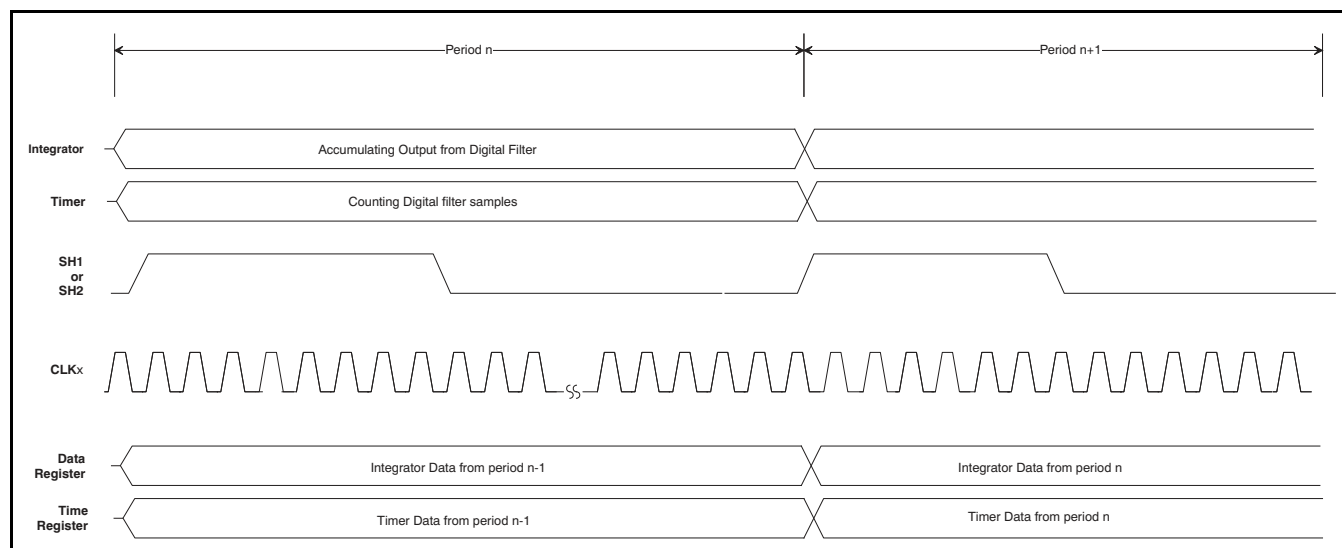 Period n
Period n+1
Integrator
Accumulating Output from Digital Filter
Timer
Counting Digital filter samples
SH1
or
SH2
CLKx
Data
Register
Integrator Data from period n-1
Integrator Data from period n
Time
Register
Timer Data from period n-1
Timer Data from period n